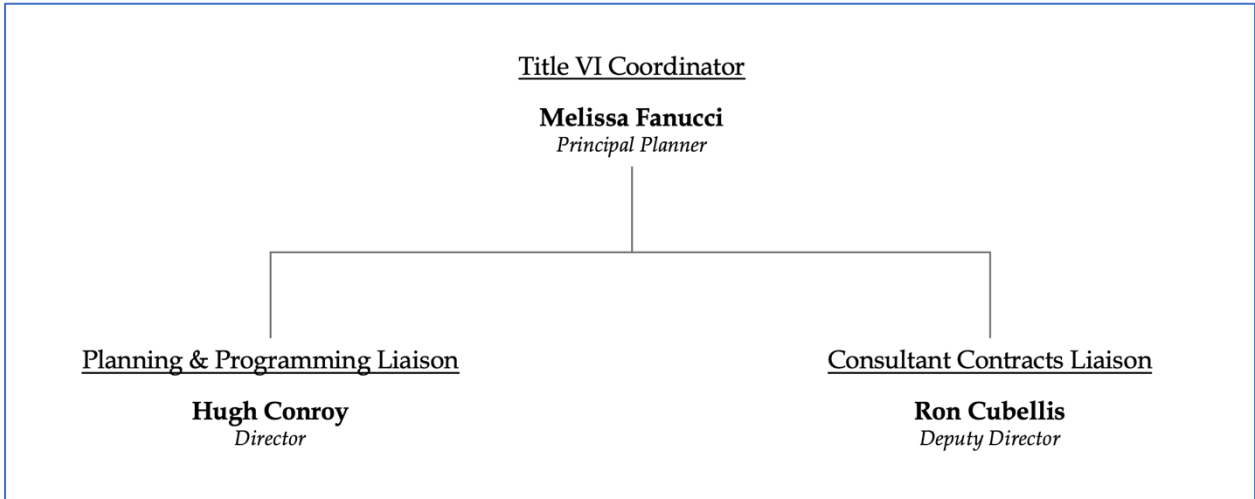 Title VI Coordinator
Melissa Fanucci
Principal Planner
Planning & Programming Liaison
Hugh Conroy
Director
Consultant Contracts Liaison
Ron Cubellis
Deputy Director